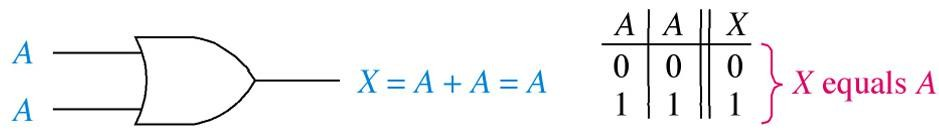 A
A
X = A + A = A
A A X
0 0 0
1 1 1
X equals A